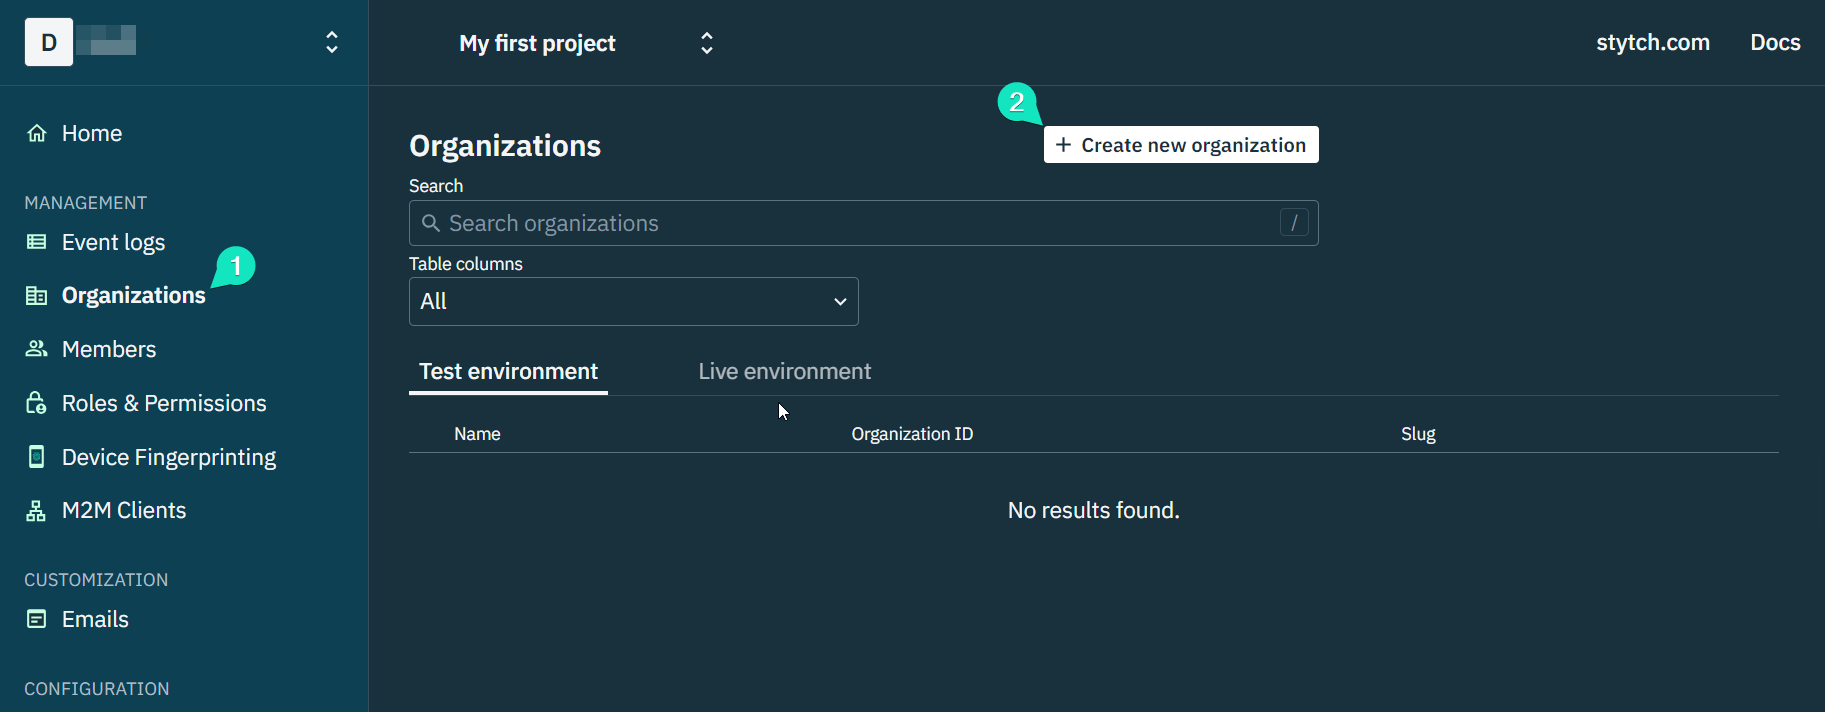 D
My first project
stytch.com
Docs
Home
MANAGEMENT
Event logs
1
Organizations
Members
Roles & Permissions
Device Fingerprinting
M2M Clients
CUSTOMIZATION
Emails
CONFIGURATION
Organizations
2
+ Create new organization
Search
Search organizations /
Table columns
All
Test environment
Live environment
Name
Organization ID
Slug
No results found.